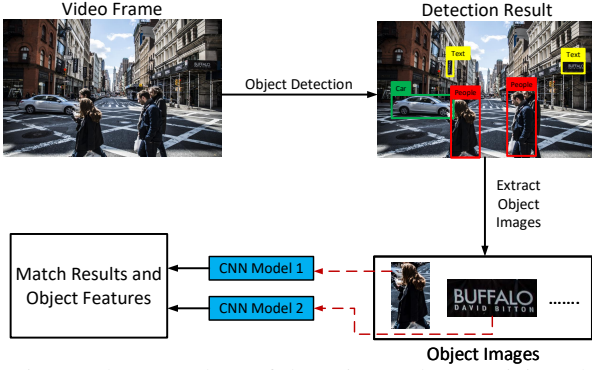 Video Frame
Detection Result
Object Detection
Text
Text
Car
People
People
BUFFALO
Extract
Object
Images
Match Results and
Object Features
CNN Model 1
CNN Model 2
BUFFALO
DAVID BITTON
.......
Object Images